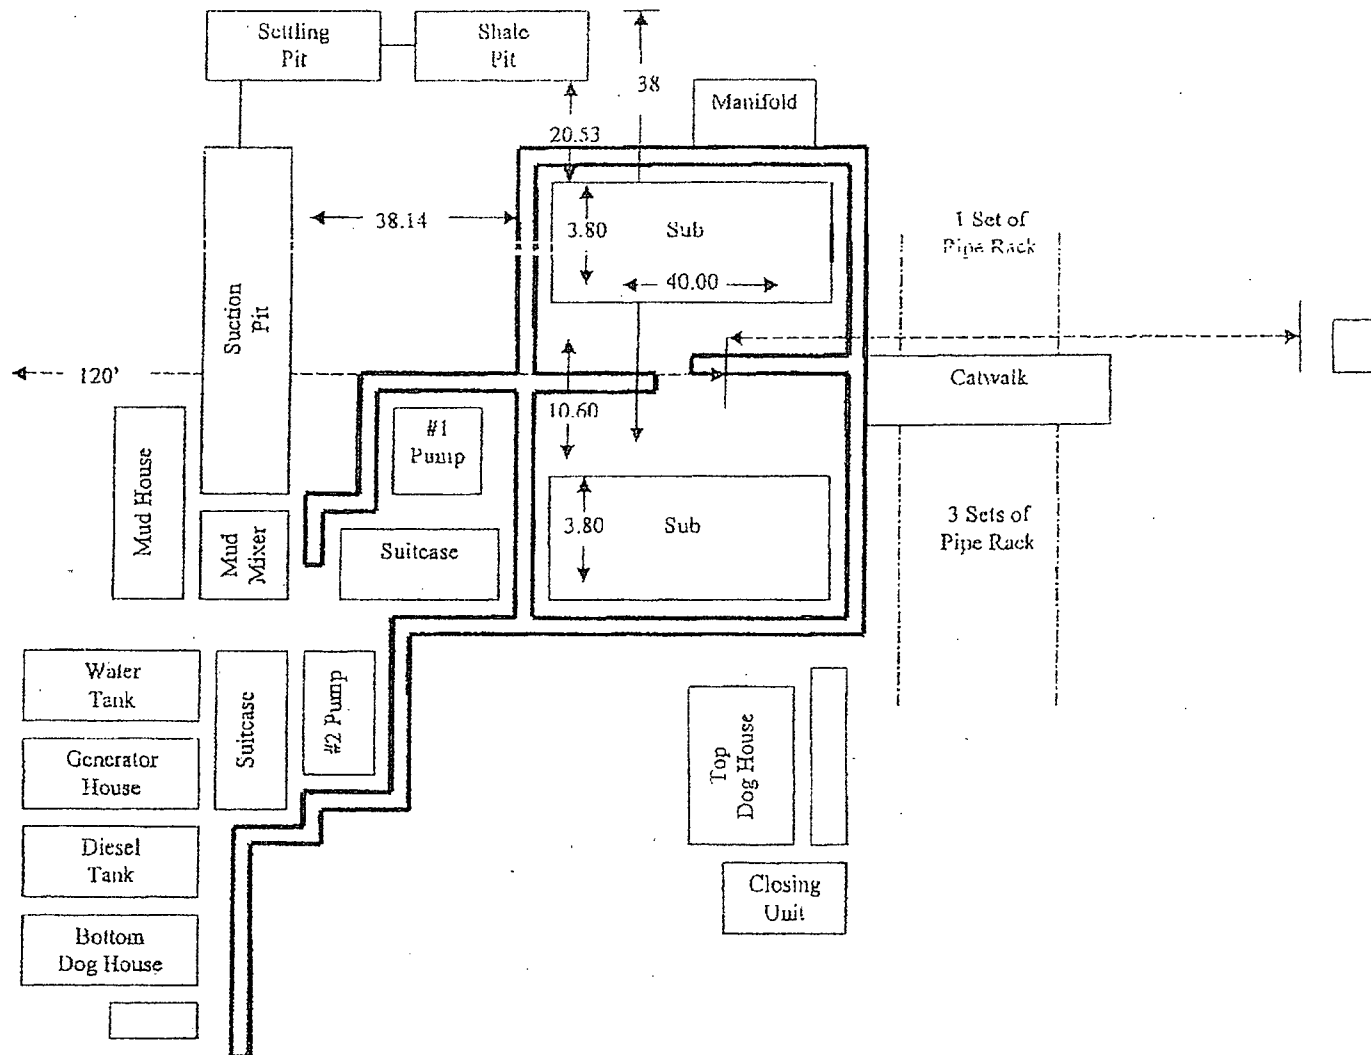 Settling
Pit
Shale
Pit
38
Manifold
20.53
38.14
3.80
Sub
1 Set of
Pipe Rack
40.00
Suction
Pit
120'
Catwalk
10.60
#1
Pump
Mud House
Mud
Mixer
Suitcase
3.80
Sub
3 Sets of
Pipe Rack
Water
Tank
Suitcase
#2 Pump
Generator
House
Top
Dog House
Diesel
Tank
Closing
Unit
Bottom
Dog House